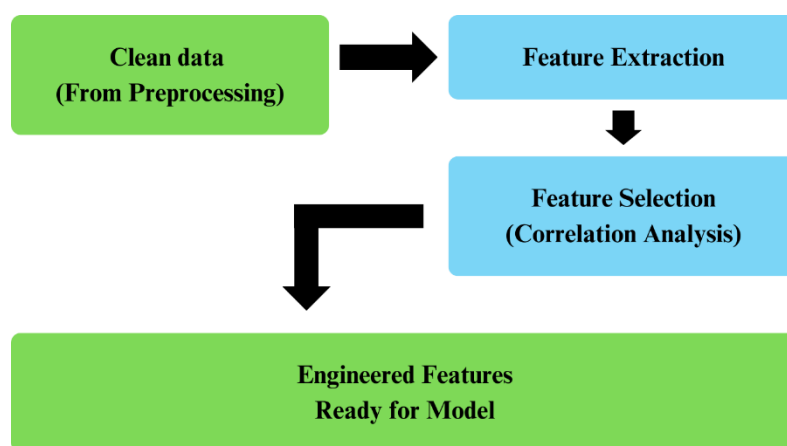 Clean data
(From Preprocessing)
Feature Extraction
Feature Selection
(Correlation Analysis)
Engineered Features
Ready for Model